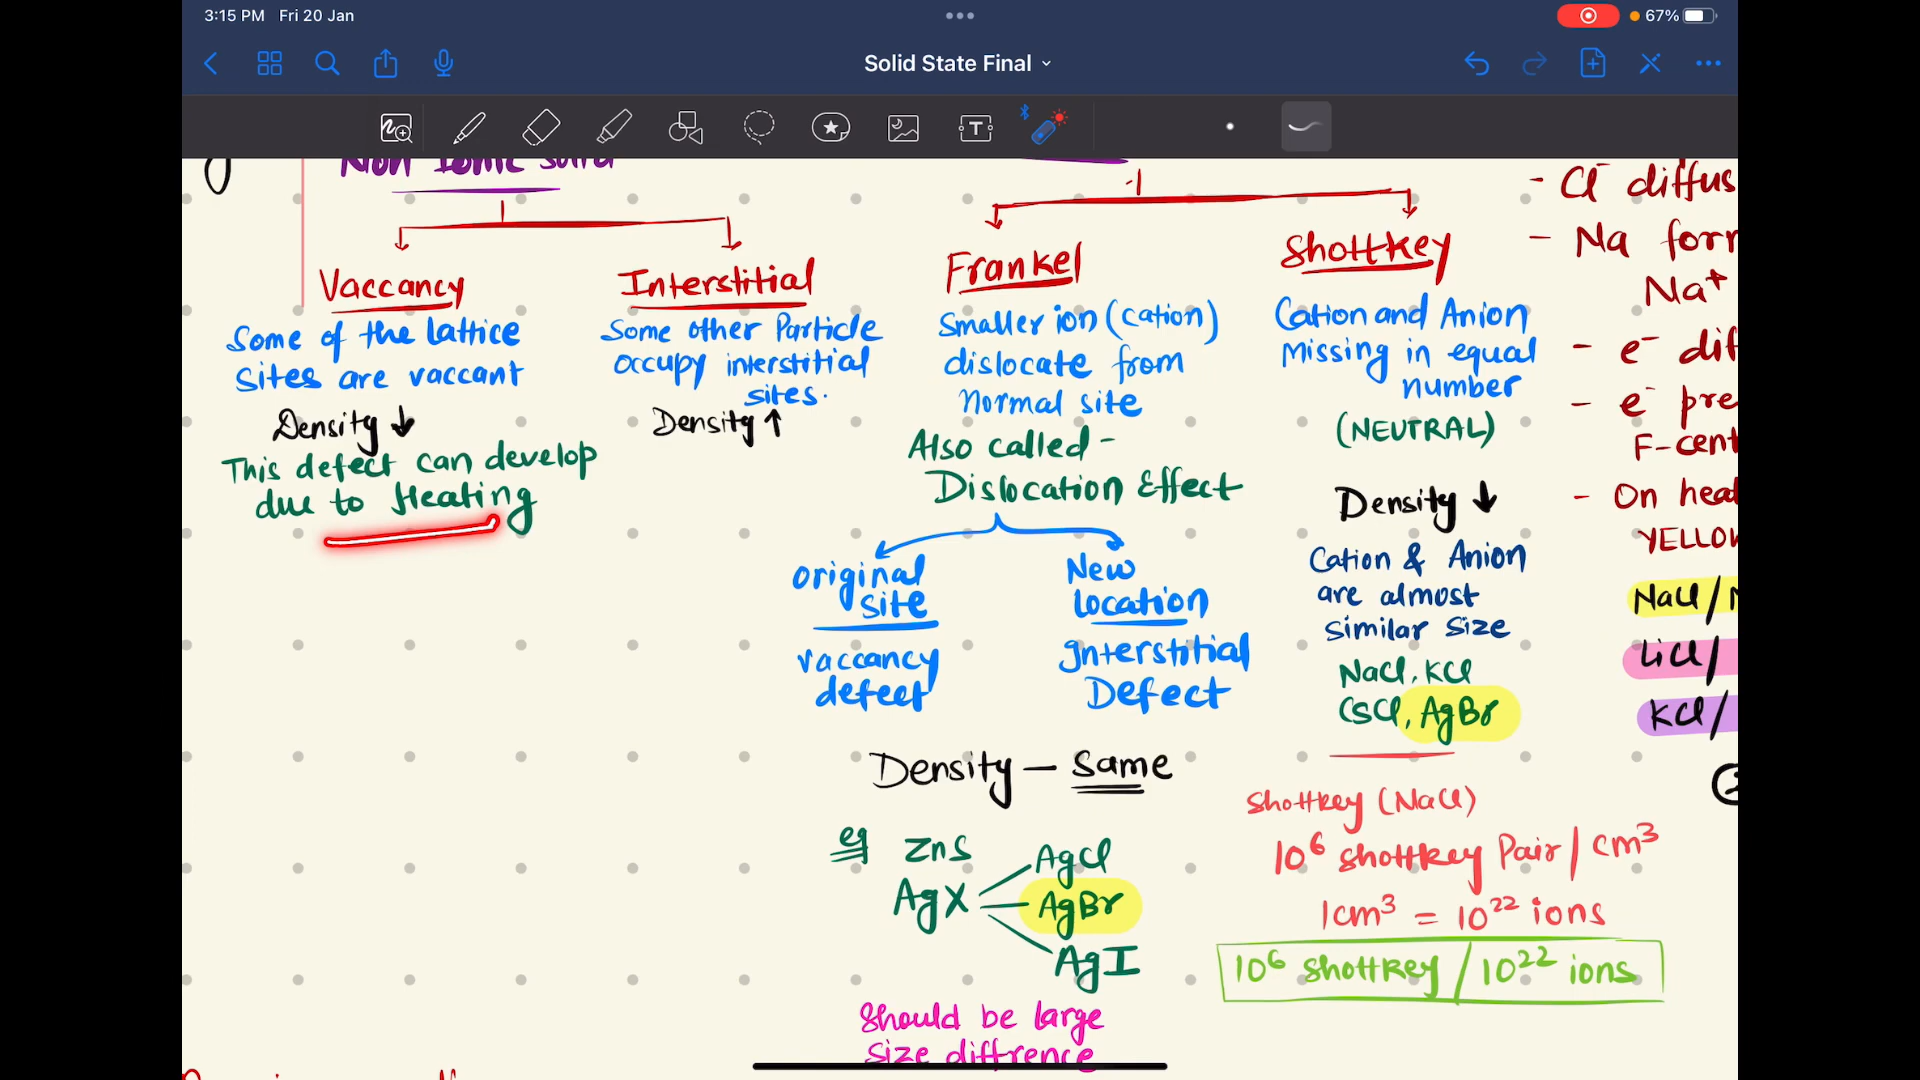 3:15 PM Fri 20 Jan
67%
Solid State Final
T
Non Ionic solid
Vaccancy
Some of the lattice
sites are vaccant
Density ↓
This defect can develop
due to Heating
Interstitial
Some other Particle
occupy interstitial
sites.
Density ↑
Frankel
Smaller ion (cation)
dislocate from
Normal site
Also called -
Dislocation Effect
original
site
vaccancy
defect
New
location
Interstitial
Defect
Density - Same
eg ZnS
AgX
AgCl
AgBr
AgI
Should be large
size diffrence
Shottkey
Cation and Anion
Missing in equal
number
(NEUTRAL)
Density ↓
Cation & Anion
are almost
similar size
NaCl, KCl
CsCl, AgBr
Shottkey (NaCl)
10⁶ shottkey Pair / cm³
1cm³ = 10²² ions
10⁶ shottkey / 10²² ions
- Cl⁻ diffus
- Na forr
Na⁺
- e⁻ dif
- e⁻ pre
F-cent
- On hea
YELLOW
NaCl /
LiCl /
KCl /